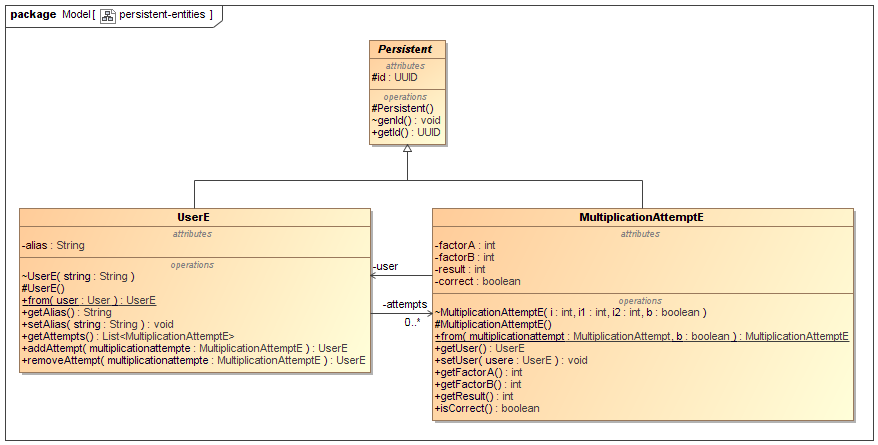 package Model[ persistent-entities ]
Persistent
attributes
#id : UUID
operations
#Persistent()
~genId() : void
+getId() : UUID
UserE
attributes
-alias : String
operations
~UserE( string : String )
#UserE()
+from( user : User ) : UserE
+getAlias() : String
+setAlias( string : String ) : void
+getAttempts() : List<MultiplicationAttemptE>
+addAttempt( multiplicationattempte : MultiplicationAttemptE ) : UserE
+removeAttempt( multiplicationattempte : MultiplicationAttemptE ) : UserE
-user
-attempts
0..*
MultiplicationAttemptE
attributes
-factorA : int
-factorB : int
-result : int
-correct : boolean
operations
~MultiplicationAttemptE( i : int, i1 : int, i2 : int, b : boolean )
#MultiplicationAttemptE()
+from( multiplicationattempt : MultiplicationAttempt, b : boolean ) : MultiplicationAttemptE
+getUser() : UserE
+setUser( usere : UserE ) : void
+getFactorA() : int
+getFactorB() : int
+getResult() : int
+isCorrect() : boolean